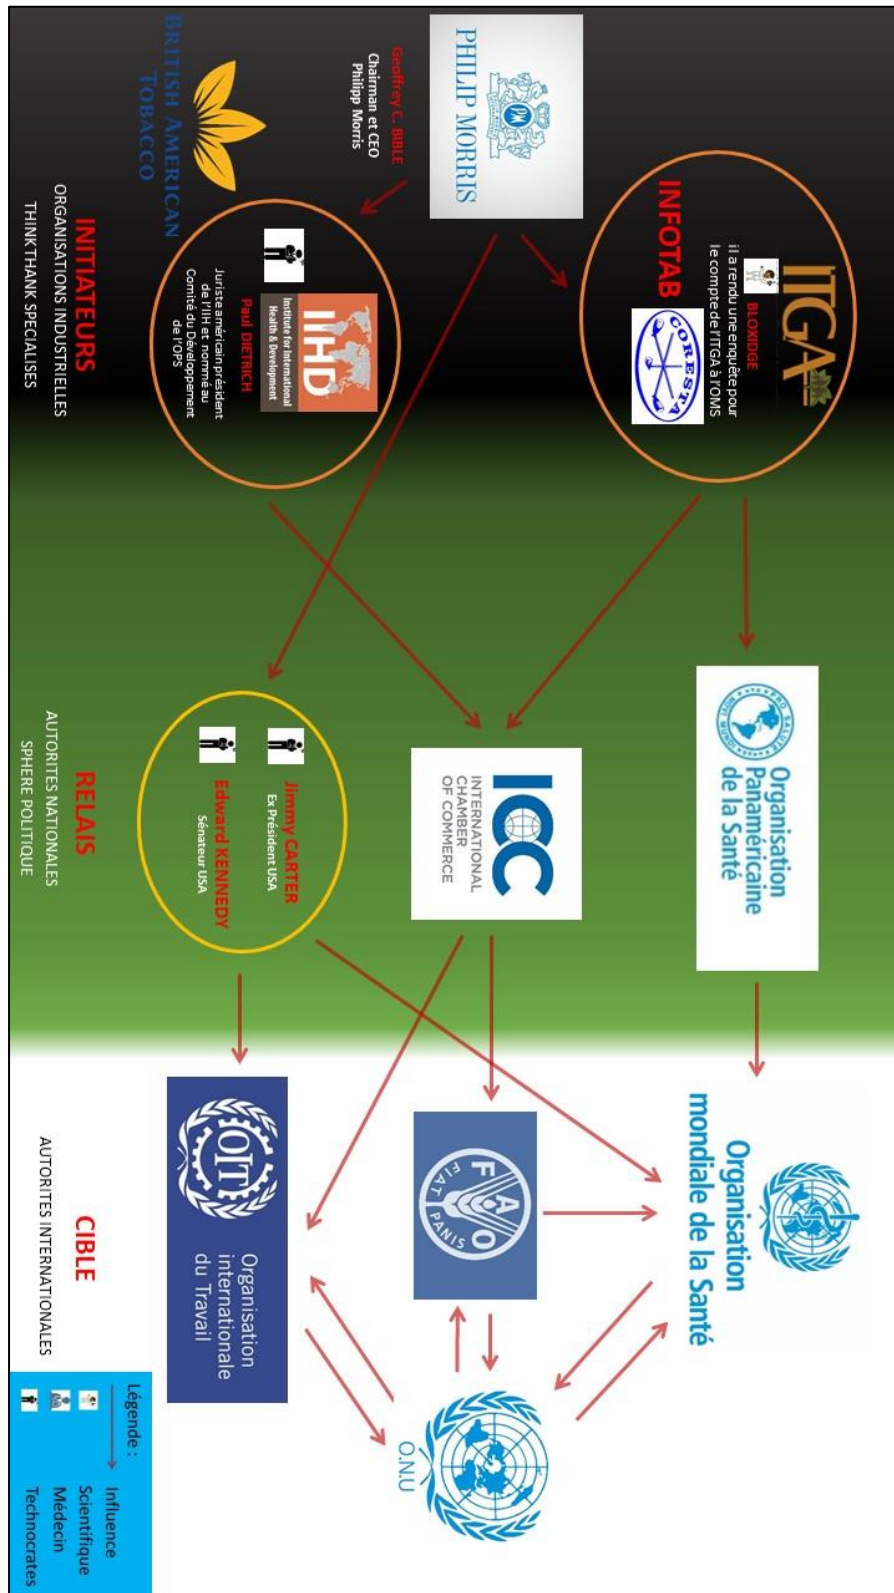 ITGA
BLOXIDGE
il a rendu une enquête pour
le compte de l'ITGA à l'OMS
CORESTA
INFOTAB
PHILIP MORRIS
PM
Geoffrey C. BIBLE
Chairman et CEO
Philipp Morris
IIHD
Institute for International
Health & Development
Paul DIETRICH
Juriste américain président
de l'IIH et nommé au
Comité du Développement
de l'OPS
BRITISH AMERICAN
TOBACCO
INITIATEURS
ORGANISATIONS INDUSTRIELLES
THINK THANK SPECIALISES
PRO SALUTE NOVI MUNDI
Organisation
Panaméricaine
de la Santé
ICC
INTERNATIONAL
CHAMBER
OF COMMERCE
Jimmy CARTER
Ex Président USA
Edward KENNEDY
Sénateur USA
RELAIS
AUTORITES NATIONALES
SPHERE POLITIQUE
Organisation
mondiale de la Santé
FAO
FIAT PANIS
O.N.U
OIT
Organisation
internationale
du Travail
CIBLE
AUTORITES INTERNATIONALES
Légende :
Influence
Scientifique
Médecin
Technocrates